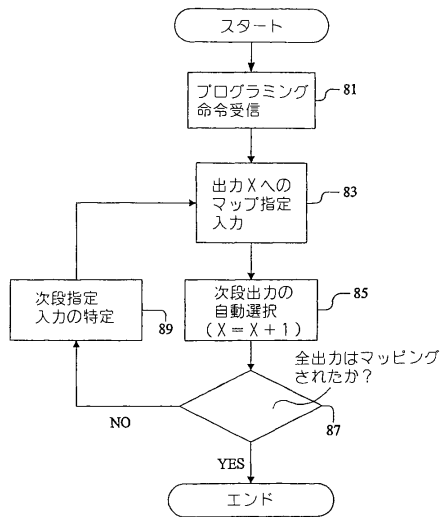 スタート
プログラミング
命令受信
81
出力Xへの
マップ指定
入力
83
次段出力の
自動選択
(X=X+1)
85
次段指定
入力の特定
89
全出力はマッピング
されたか?
87
NO
YES
エンド